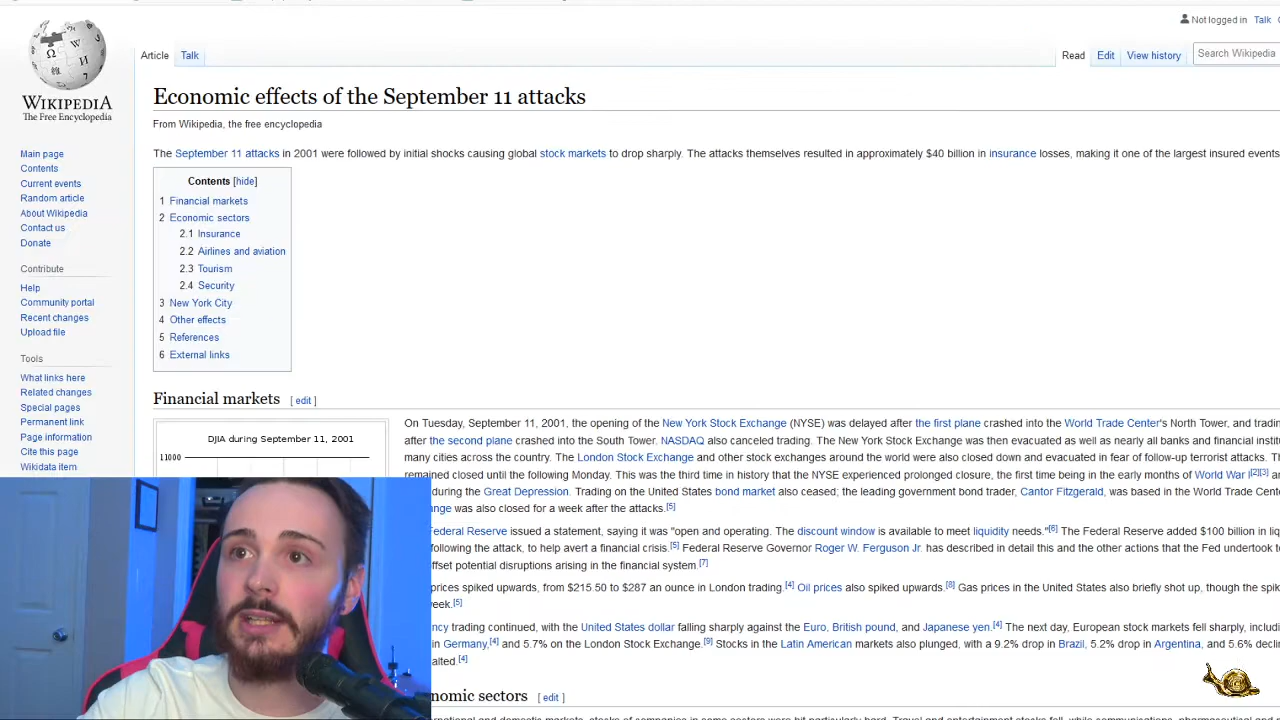 Not logged in Talk
Article Talk Read Edit View history Search Wikipedia
WIKIPEDIA
The Free Encyclopedia
Main page
Contents
Current events
Random article
About Wikipedia
Contact us
Donate
Contribute
Help
Community portal
Recent changes
Upload file
Tools
What links here
Related changes
Special pages
Permanent link
Page information
Cite this page
Wikidata item
Economic effects of the September 11 attacks
From Wikipedia, the free encyclopedia
The September 11 attacks in 2001 were followed by initial shocks causing global stock markets to drop sharply. The attacks themselves resulted in approximately $40 billion in insurance losses, making it one of the largest insured events
Contents [hide]
1 Financial markets
2 Economic sectors
2.1 Insurance
2.2 Airlines and aviation
2.3 Tourism
2.4 Security
3 New York City
4 Other effects
5 References
6 External links
Financial markets [ edit ]
DJIA during September 11, 2001
11000
On Tuesday, September 11, 2001, the opening of the New York Stock Exchange (NYSE) was delayed after the first plane crashed into the World Trade Center's North Tower, and trading
after the second plane crashed into the South Tower. NASDAQ also canceled trading. The New York Stock Exchange was then evacuated as well as nearly all banks and financial instit
many cities across the country. The London Stock Exchange and other stock exchanges around the world were also closed down and evacuated in fear of follow-up terrorist attacks. Th
remained closed until the following Monday. This was the third time in history that the NYSE experienced prolonged closure, the first time being in the early months of World War I[2][3] an
during the Great Depression. Trading on the United States bond market also ceased; the leading government bond trader, Cantor Fitzgerald, was based in the World Trade Cent
nge was also closed for a week after the attacks.[5]
Federal Reserve issued a statement, saying it was "open and operating. The discount window is available to meet liquidity needs."[6] The Federal Reserve added $100 billion in liq
following the attack, to help avert a financial crisis.[5] Federal Reserve Governor Roger W. Ferguson Jr. has described in detail this and the other actions that the Fed undertook to
ffset potential disruptions arising in the financial system.[7]
prices spiked upwards, from $215.50 to $287 an ounce in London trading.[4] Oil prices also spiked upwards.[8] Gas prices in the United States also briefly shot up, though the spik
eek.[5]
ncy trading continued, with the United States dollar falling sharply against the Euro, British pound, and Japanese yen.[4] The next day, European stock markets fell sharply, includi
in Germany,[4] and 5.7% on the London Stock Exchange.[9] Stocks in the Latin American markets also plunged, with a 9.2% drop in Brazil, 5.2% drop in Argentina, and 5.6% declin
alted.[4]
nomic sectors [ edit ]